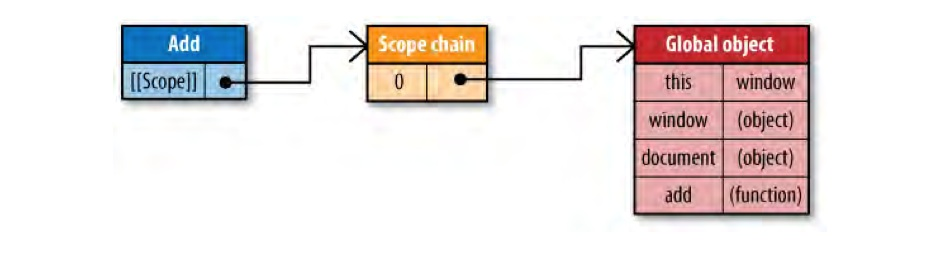 Add
[[Scope]]
Scope chain
0
Global object
this window
window (object)
document (object)
add (function)